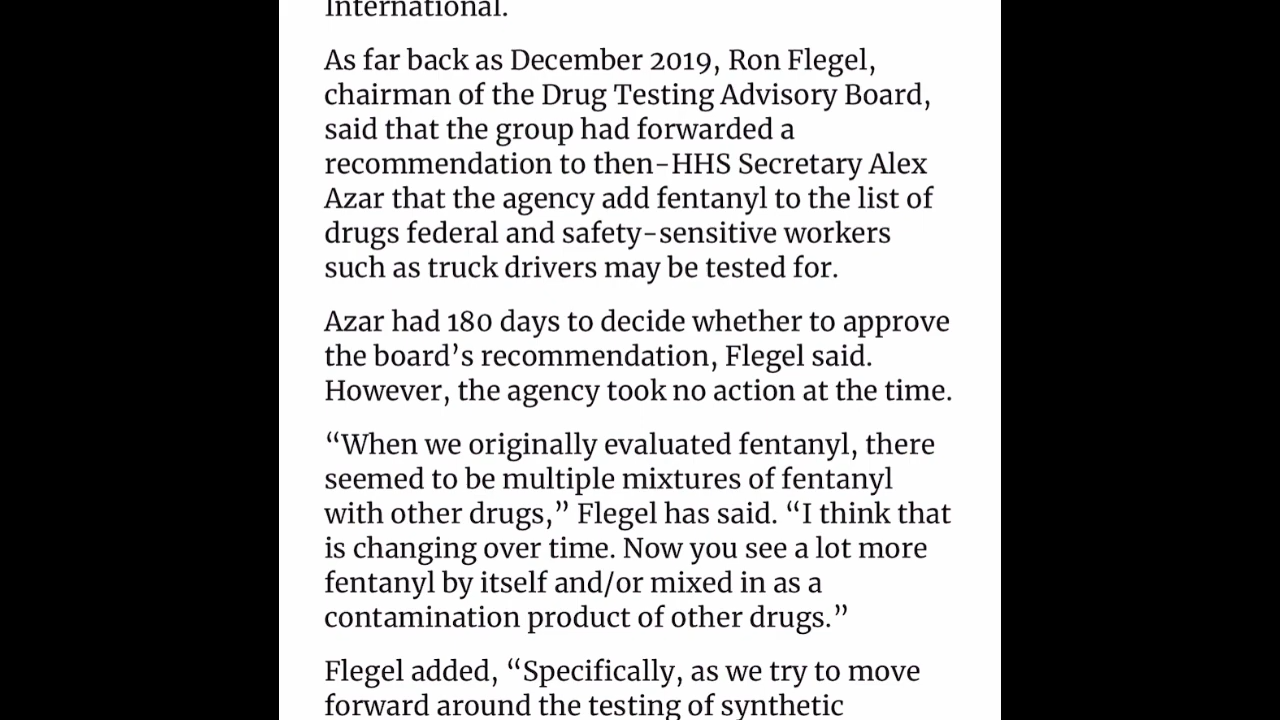 International.
As far back as December 2019, Ron Flegel,
chairman of the Drug Testing Advisory Board,
said that the group had forwarded a
recommendation to then-HHS Secretary Alex
Azar that the agency add fentanyl to the list of
drugs federal and safety-sensitive workers
such as truck drivers may be tested for.
Azar had 180 days to decide whether to approve
the board’s recommendation, Flegel said.
However, the agency took no action at the time.
“When we originally evaluated fentanyl, there
seemed to be multiple mixtures of fentanyl
with other drugs,” Flegel has said. “I think that
is changing over time. Now you see a lot more
fentanyl by itself and/or mixed in as a
contamination product of other drugs.”
Flegel added, “Specifically, as we try to move
forward around the testing of synthetic